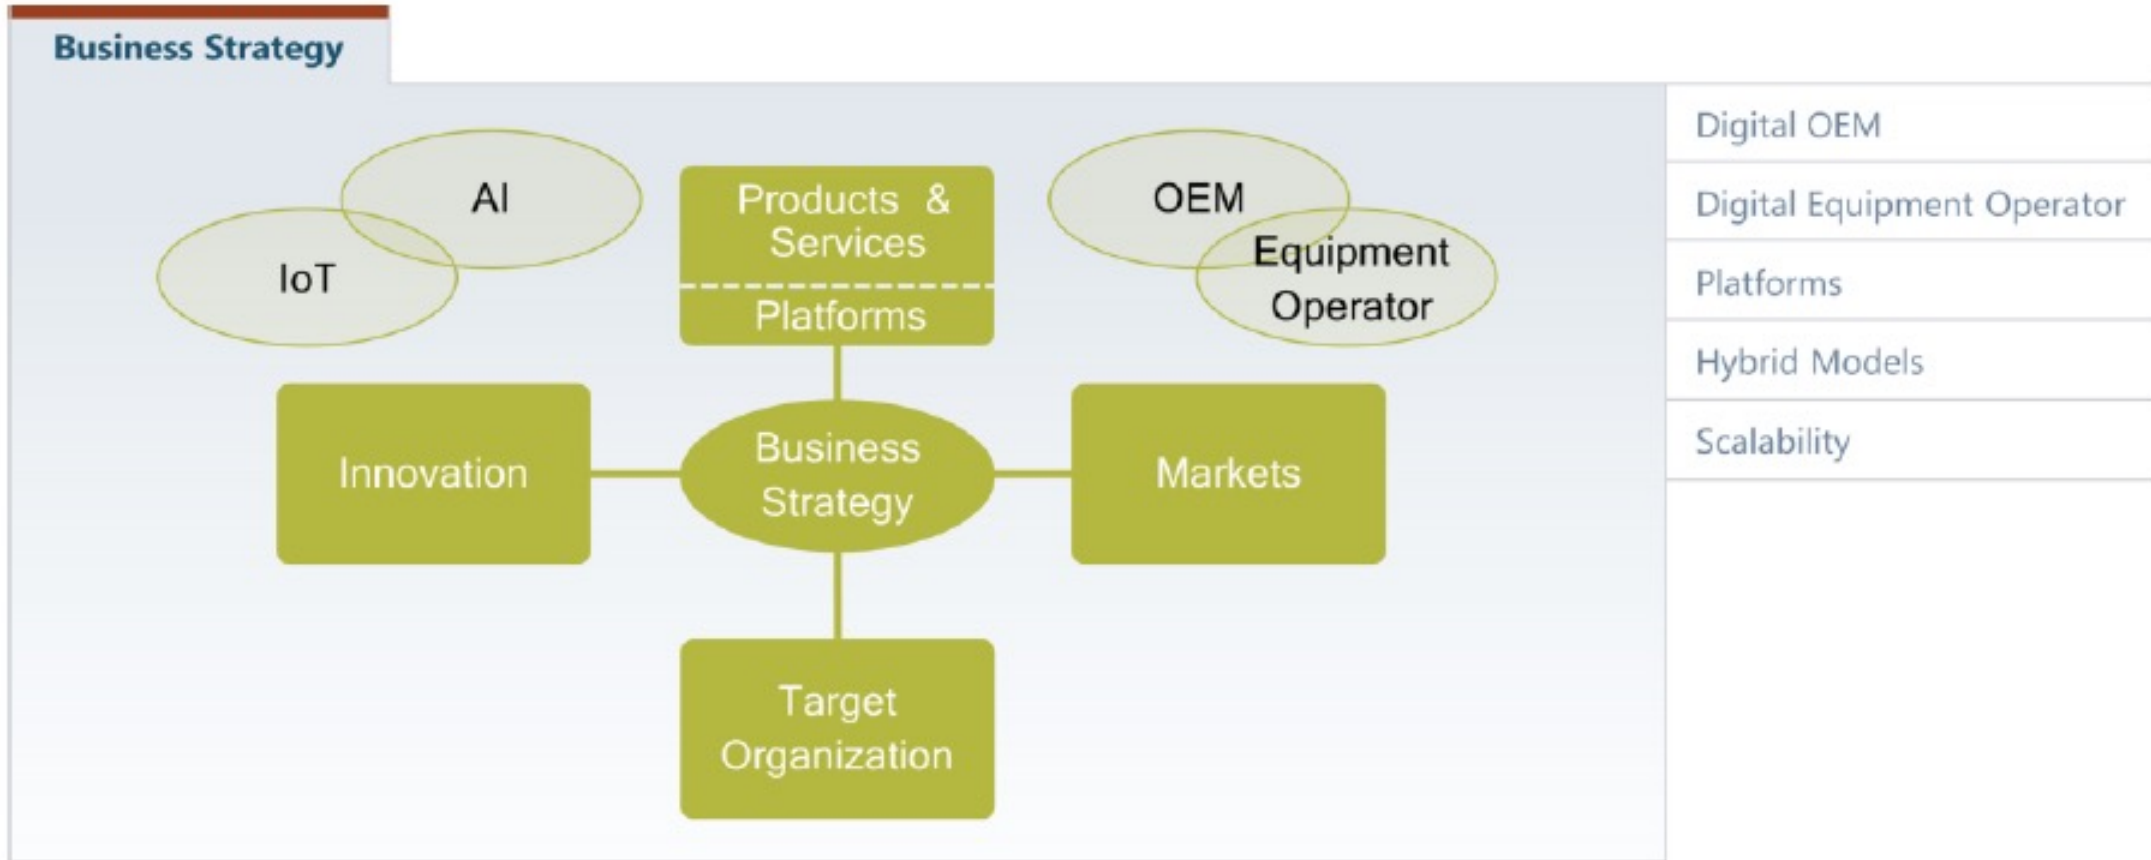 Business Strategy
AI
IoT
Products & 
Services
Platforms
OEM
Equipment
Operator
Innovation
Business
Strategy
Markets
Target
Organization
Digital OEM
Digital Equipment Operator
Platforms
Hybrid Models
Scalability